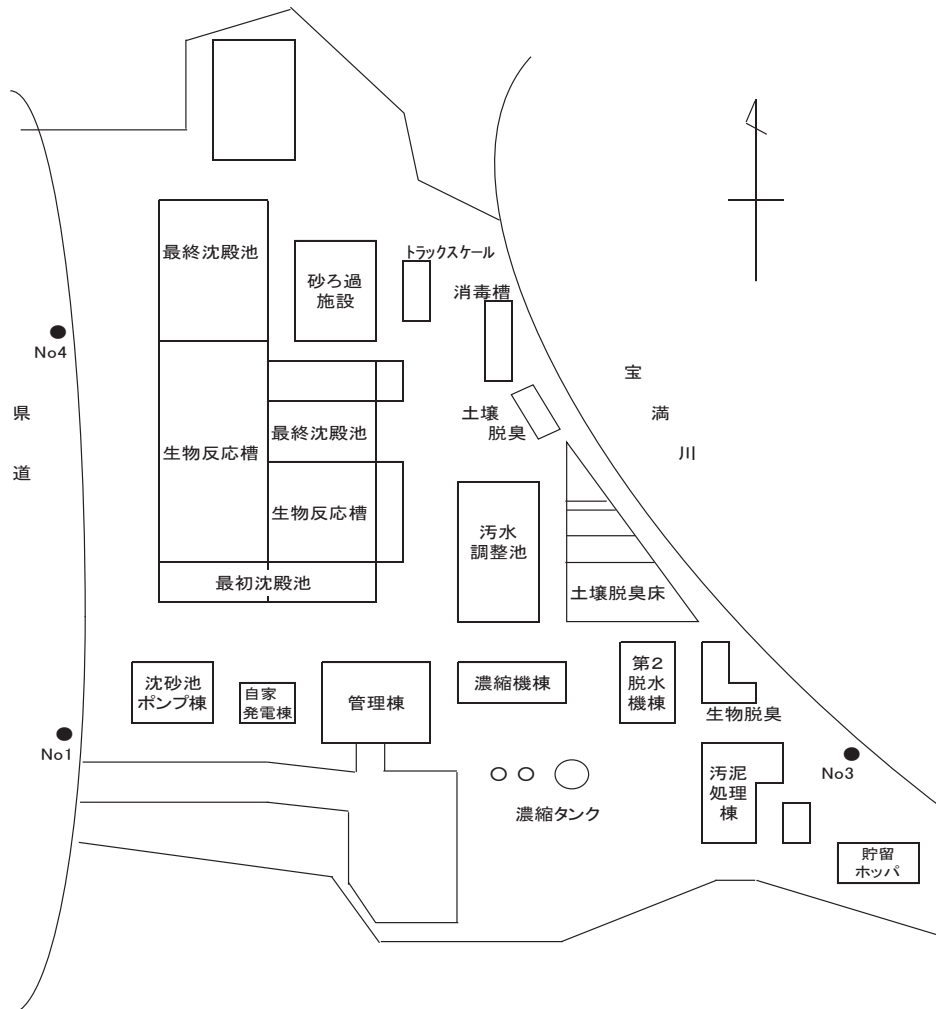 トラックスケール
最終沈殿池
砂ろ過
施設
消毒槽
No4
宝
満
川
県
道
土壌
脱臭
最終沈殿池
生物反応槽
生物反応槽
汚水
調整池
最初沈殿池
土壌脱臭床
沈砂池
ポンプ棟
自家
発電棟
管理棟
濃縮機棟
第2
脱水
機棟
生物脱臭
No1
No3
汚泥
処理
棟
濃縮タンク
貯留
ホッパ